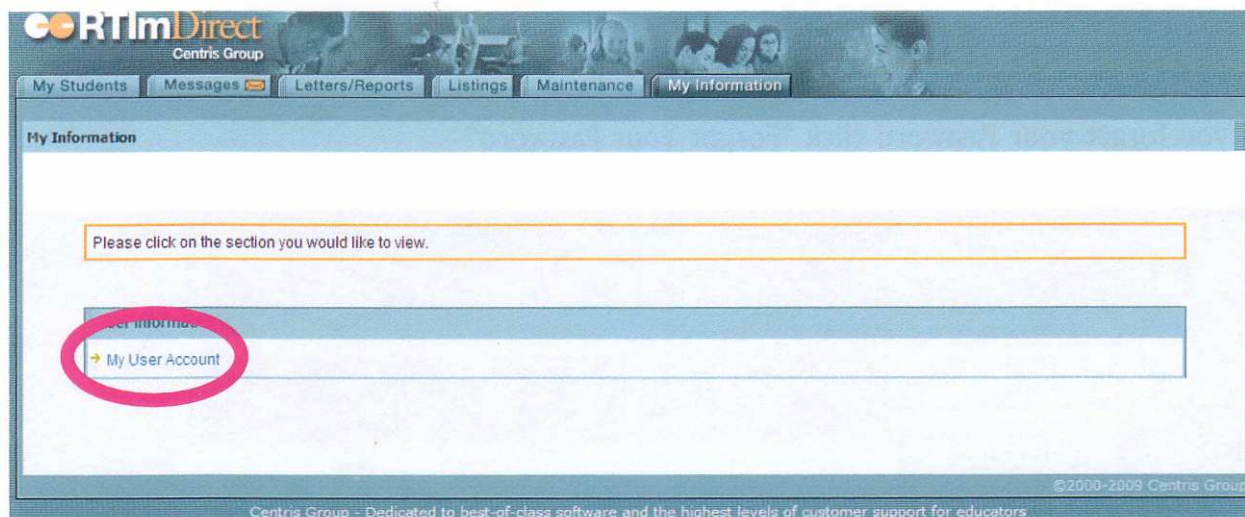 RTImDirect
Centris Group
My Students Messages Letters/Reports Listings Maintenance My Information
My Information
Please click on the section you would like to view.
User Information
My User Account
©2000-2009 Centris Group
Centris Group - Dedicated to best-of-class software and the highest levels of customer support for educators